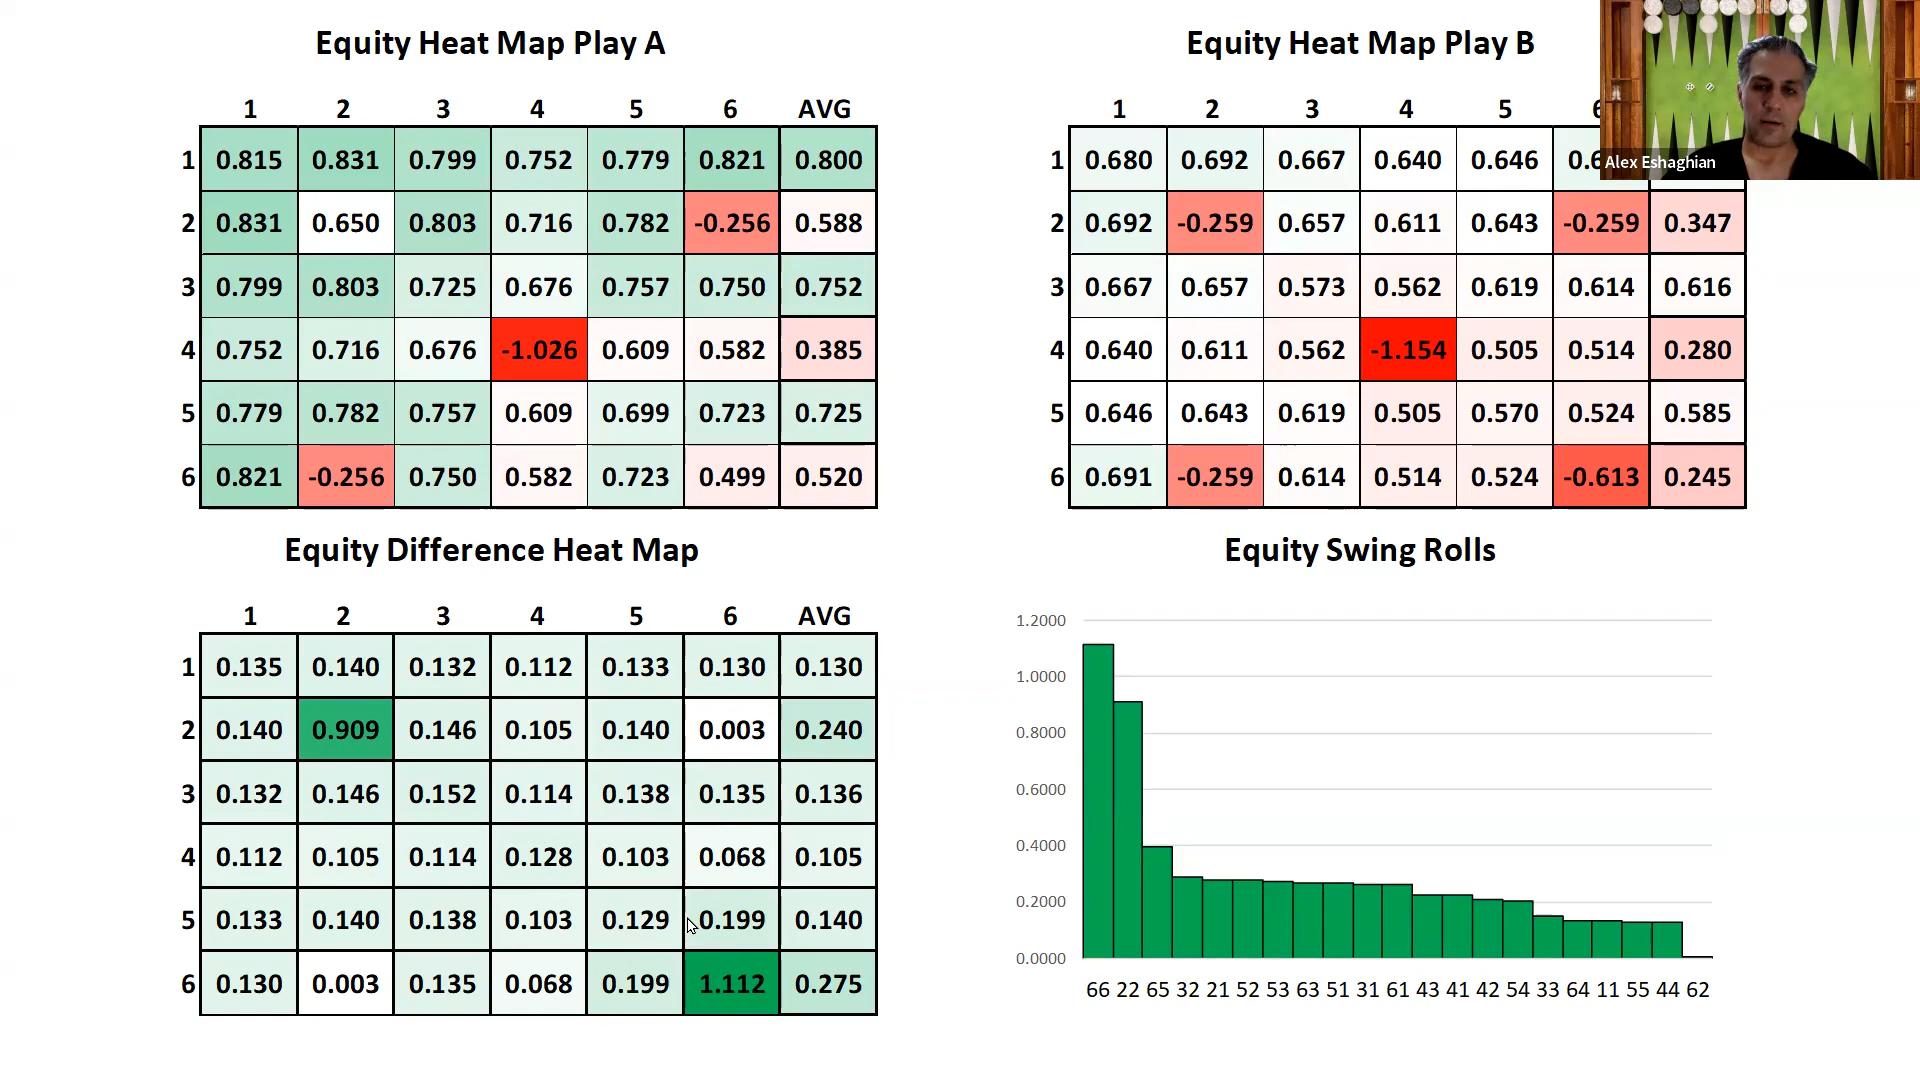 Equity Heat Map Play A
1 2 3 4 5 6 AVG
1 0.815 0.831 0.799 0.752 0.779 0.821 0.800
2 0.831 0.650 0.803 0.716 0.782 -0.256 0.588
3 0.799 0.803 0.725 0.676 0.757 0.750 0.752
4 0.752 0.716 0.676 -1.026 0.609 0.582 0.385
5 0.779 0.782 0.757 0.609 0.699 0.723 0.725
6 0.821 -0.256 0.750 0.582 0.723 0.499 0.520
Equity Heat Map Play B
1 2 3 4 5
1 0.680 0.692 0.667 0.640 0.646
2 0.692 -0.259 0.657 0.611 0.643 -0.259 0.347
3 0.667 0.657 0.573 0.562 0.619 0.614 0.616
4 0.640 0.611 0.562 -1.154 0.505 0.514 0.280
5 0.646 0.643 0.619 0.505 0.570 0.524 0.585
6 0.691 -0.259 0.614 0.514 0.524 -0.613 0.245
Alex Eshaghian
Equity Difference Heat Map
1 2 3 4 5 6 AVG
1 0.135 0.140 0.132 0.112 0.133 0.130 0.130
2 0.140 0.909 0.146 0.105 0.140 0.003 0.240
3 0.132 0.146 0.152 0.114 0.138 0.135 0.136
4 0.112 0.105 0.114 0.128 0.103 0.068 0.105
5 0.133 0.140 0.138 0.103 0.129 0.199 0.140
6 0.130 0.003 0.135 0.068 0.199 1.112 0.275
Equity Swing Rolls
1.2000
1.0000
0.8000
0.6000
0.4000
0.2000
0.0000
66 22 65 32 21 52 53 63 51 31 61 43 41 42 54 33 64 11 55 44 62